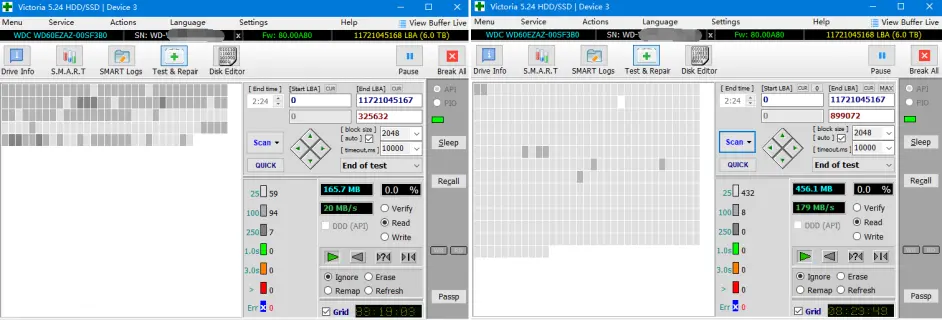 Victoria 5.24 HDD/SSD | Device 3
Menu Service Actions Language Settings Help View Buffer Live
WDC WD60EZAZ-00SF3B0 SN: WD- x Fw: 80.00A80 11721045168 LBA (6.0 TB)
Drive Info S.M.A.R.T SMART Logs Test & Repair Disk Editor Pause Break All
[ End time ] [Start LBA] CUR [End LBA] CUR
2:24 0 11721045167
0 325632
[ block size ] 2048
[ auto ]
[ timeout,ms ] 10000
Scan
QUICK End of test
25 59
100 94
250 7
1.0s 0
3.0s 0
> 0
Err x 0
165.7 MB 0.0 %
20 MB/s
Verify
DDD (API) Read
Write
Ignore Erase
Remap Refresh
Grid
API
PIO
Sleep
Recall
Passp
Victoria 5.24 HDD/SSD | Device 3
Menu Service Actions Language Settings Help View Buffer Live
WDC WD60EZAZ-00SF3B0 SN: WD- x Fw: 80.00A80 11721045168 LBA (6.0 TB)
Drive Info S.M.A.R.T SMART Logs Test & Repair Disk Editor Pause Break All
[ End time ] [Start LBA] CUR 0 [End LBA] CUR MAX
2:24 0 11721045167
0 899072
[ block size ] 2048
[ auto ]
[ timeout,ms ] 10000
Scan
QUICK End of test
25 432
100 8
250 0
1.0s 0
3.0s 0
> 0
Err x 0
456.1 MB 0.0 %
179 MB/s
Verify
DDD (API) Read
Write
Ignore Erase
Remap Refresh
Grid
API
PIO
Sleep
Recall
Passp